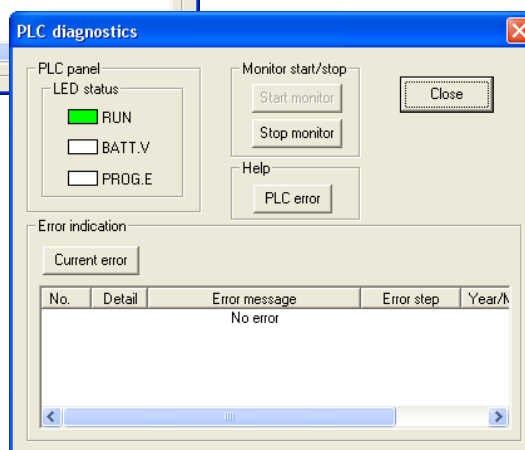 PLC diagnostics
PLC panel
LED status
RUN
BATT.V
PROG.E
Monitor start/stop
Start monitor
Stop monitor
Close
Help
PLC error
Error indication
Current error
No. Detail Error message Error step Year/M
No error